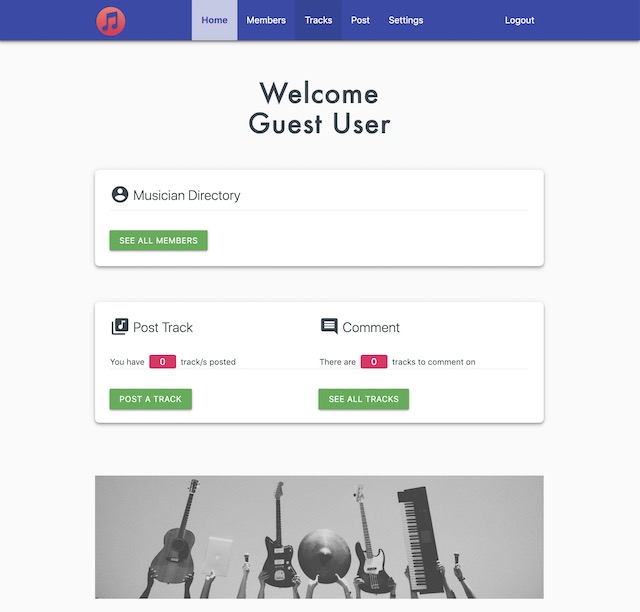 Home Members Tracks Post Settings Logout
Welcome
Guest User
Musician Directory
SEE ALL MEMBERS
Post Track
You have 0 track/s posted
POST A TRACK
Comment
There are 0 tracks to comment on
SEE ALL TRACKS